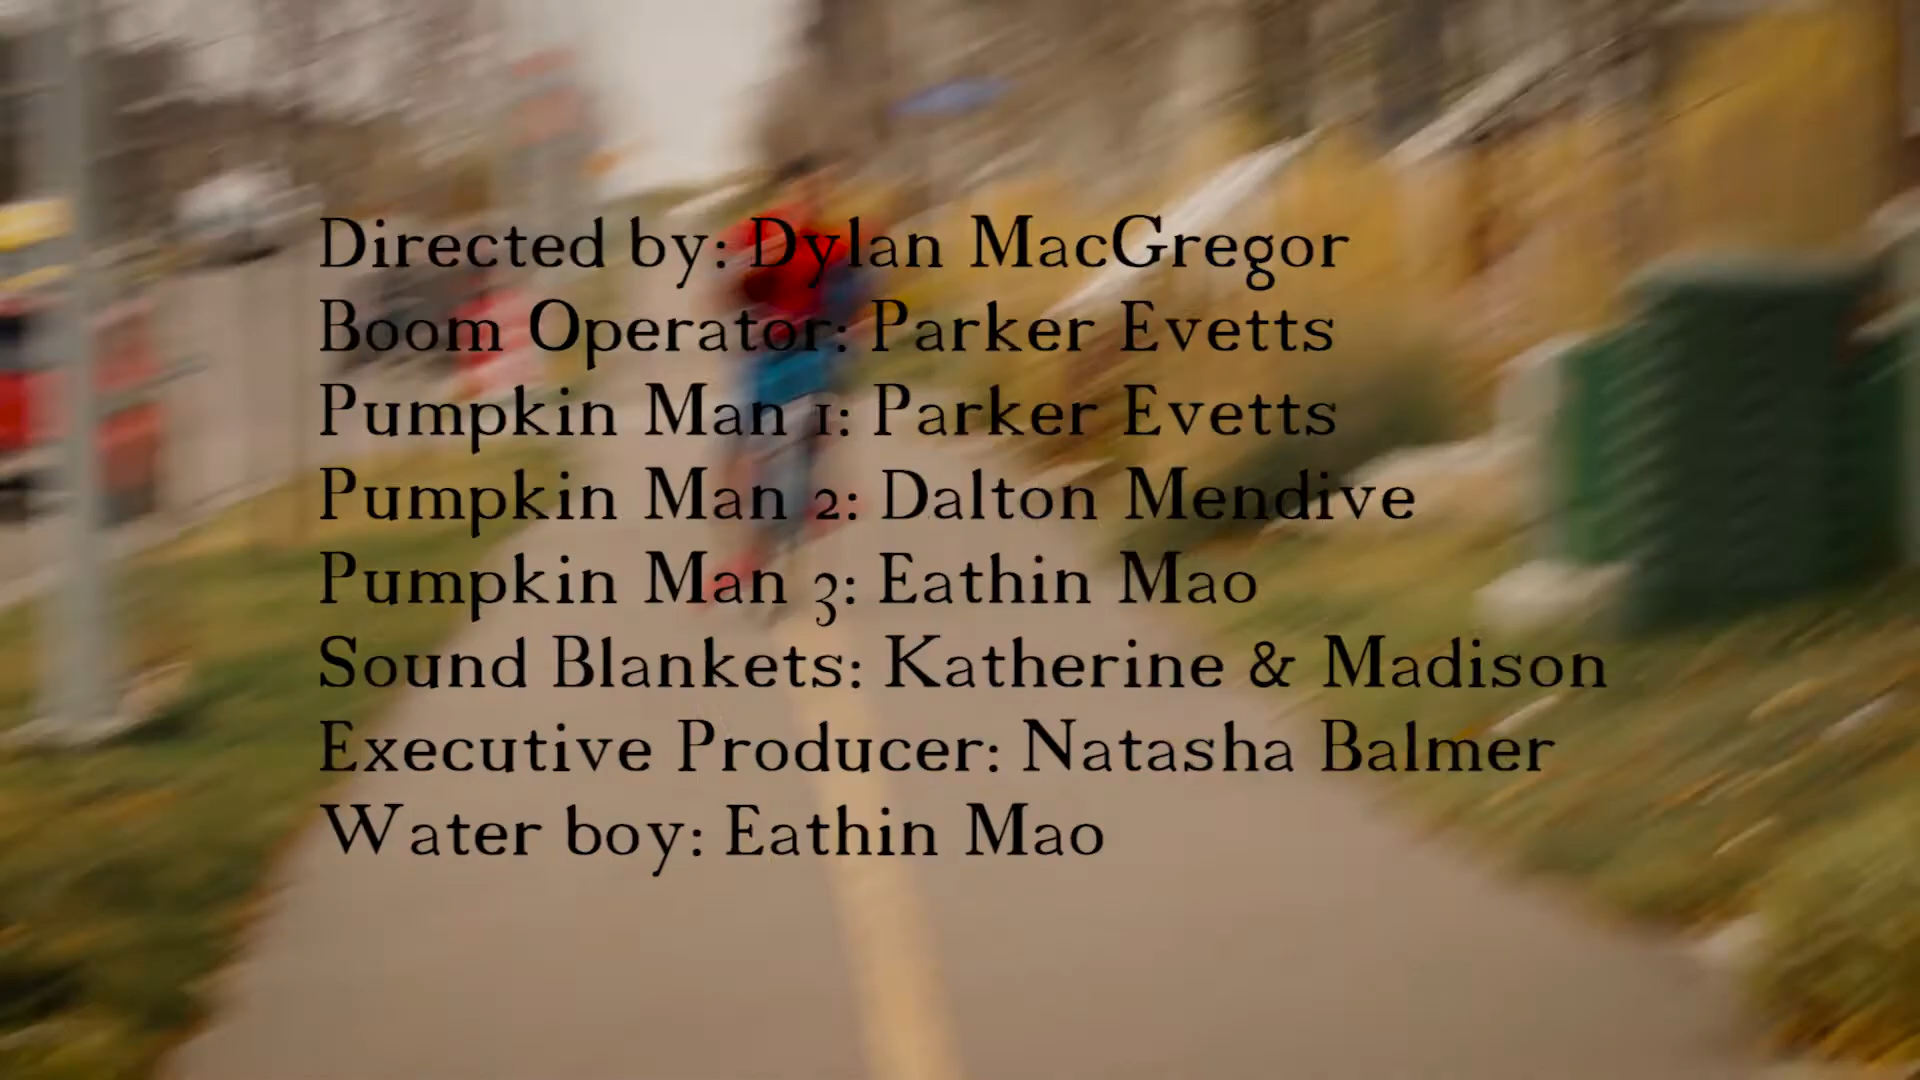 Directed by: Dylan MacGregor
Boom Operator: Parker Evetts
Pumpkin Man 1: Parker Evetts
Pumpkin Man 2: Dalton Mendive
Pumpkin Man 3: Eathin Mao
Sound Blankets: Katherine & Madison
Executive Producer: Natasha Balmer
Water boy: Eathin Mao